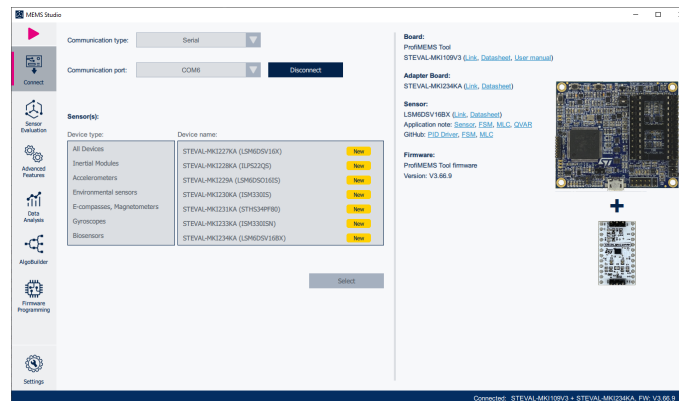 MEMS Studio
Connect
Sensor
Evaluation
Advanced
Features
Data
Analysis
AlgoBuilder
Firmware
Programming
Settings
Communication type: Serial
Communication port: COM6 Disconnect
Sensor(s):
Device type: Device name:
All Devices
Inertial Modules
Accelerometers
Environmental sensors
E-compasses, Magnetometers
Gyroscopes
Biosensors
STEVAL-MKI227KA (LSM6DSV16X) New
STEVAL-MKI228KA (ILPS22QS) New
STEVAL-MKI229A (LSM6DSO16IS) New
STEVAL-MKI230KA (ISM330IS) New
STEVAL-MKI231KA (STHS34PF80) New
STEVAL-MKI233KA (ISM330ISN) New
STEVAL-MKI234KA (LSM6DSV16BX) New
Select
Board:
ProfiMEMS Tool
STEVAL-MKI109V3 (Link, Datasheet, User manual)
Adapter Board:
STEVAL-MKI234KA (Link, Datasheet)
Sensor:
LSM6DSV16BX (Link, Datasheet)
Application note: Sensor, FSM, MLC, QVAR
GitHub: PID Driver, FSM, MLC
Firmware:
ProfiMEMS Tool firmware
Version: V3.66.9
Connected: STEVAL-MKI109V3 + STEVAL-MKI234KA, FW: V3.66.9